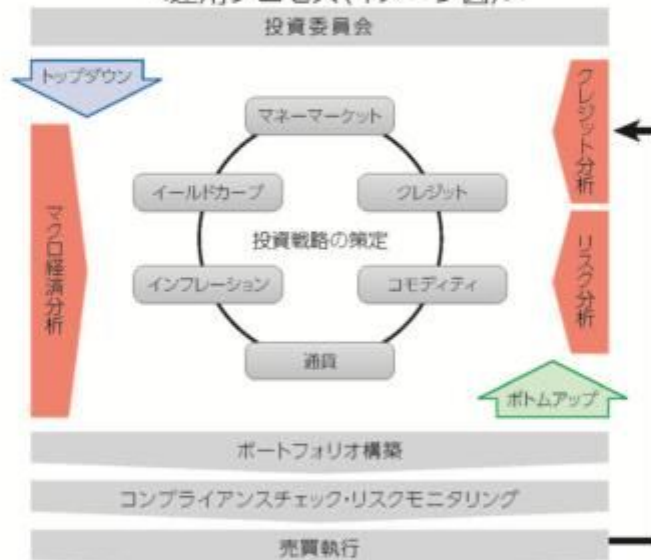 投資委員会
トップダウン
クレジット分析
マネーマーケット
イールドカーブ
クレジット
マクロ経済分析
投資戦略の策定
リスク分析
インフレーション
コモディティ
通貨
ボトムアップ
ポートフォリオ構築
コンプライアンスチェック・リスクモニタリング
売買執行